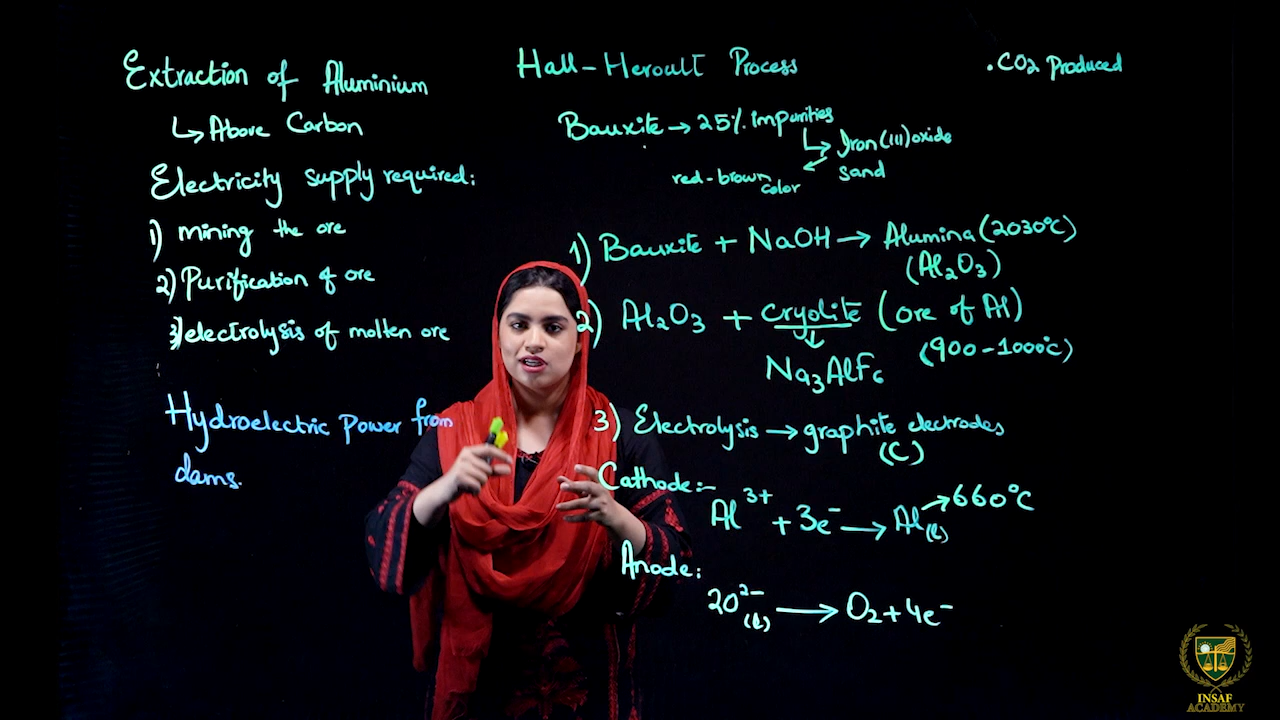 Extraction of Aluminium
↳ Above Carbon
Electricity supply required:
1) mining the ore
2) Purification of ore
3) electrolysis of molten ore
Hydroelectric Power from
dams.
Hall-Heroult Process
Bauxite → 25% impurities
↳ Iron (III) oxide
sand
red-brown color
1) Bauxite + NaOH → Alumina (2030°C)
(Al2O3)
2) Al2O3 + cryolite (ore of Al)
(900-1000°C)
↓
Na3AlF6
3) Electrolysis → graphite electrodes
(C)
Cathode:-
Al³⁺ + 3e⁻ → Al(l) → 660°C
Anode:
2O²⁻(l) → O2 + 4e⁻
. CO2 Produced
INSAF
ACADEMY